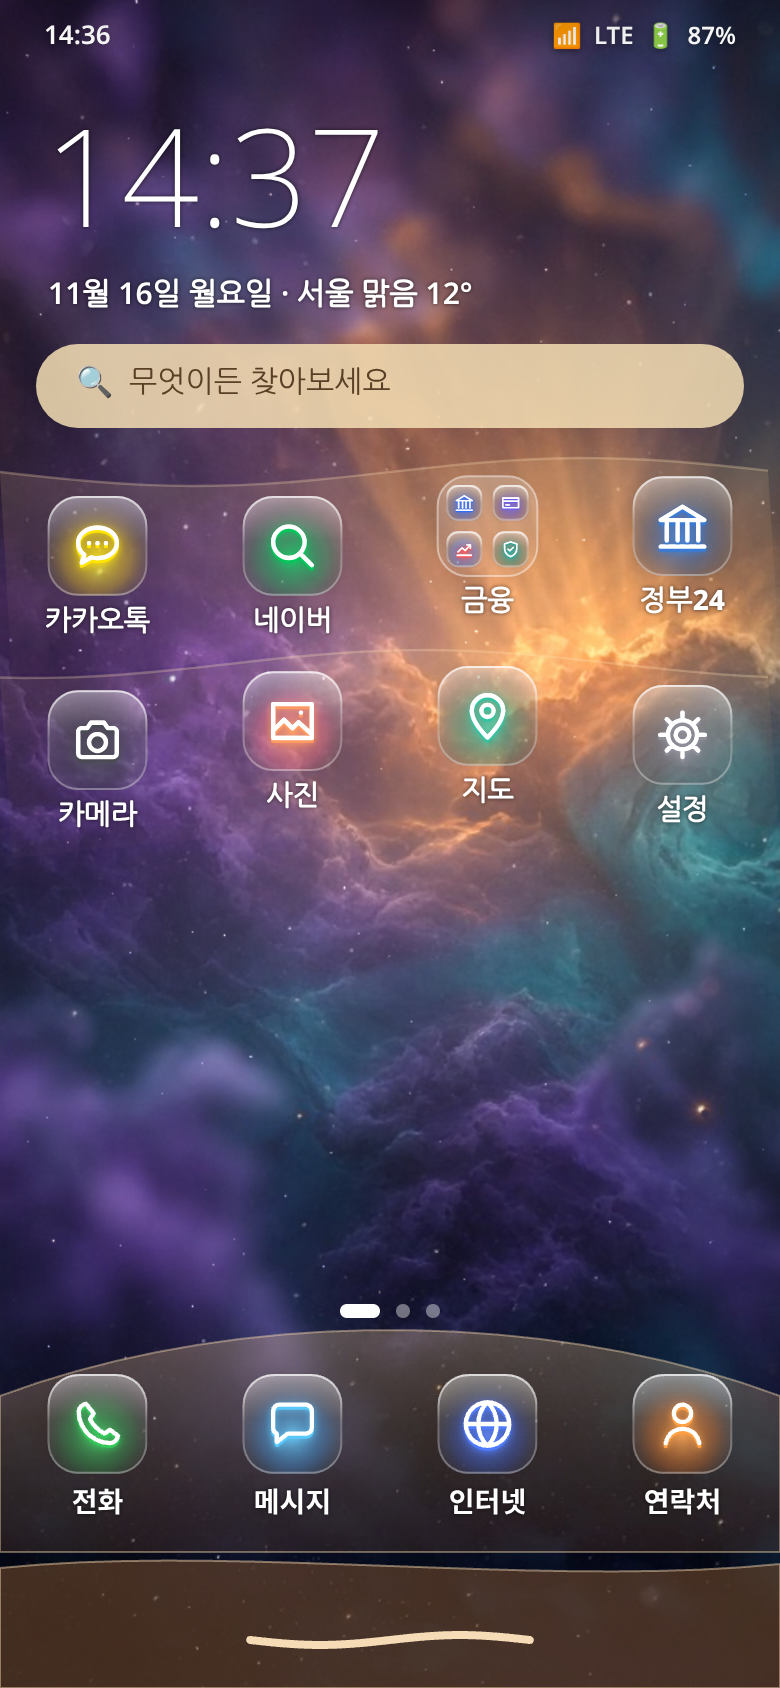 14:36 LTE 87%
14:37
11월 16일 월요일 · 서울 맑음 12°
무엇이든 찾아보세요
카카오톡 네이버 금융 정부24
카메라 사진 지도 설정
전화 메시지 인터넷 연락처